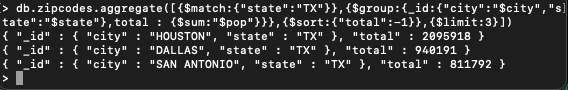 db.zipcodes.aggregate([{$match:{"state":"TX"}},{$group:{_id:{"city":"$city","s
tate":"$state"},total : {$sum:"$pop"}}},{$sort:{"total":-1}},{$limit:3}])
{ "_id" : { "city" : "HOUSTON", "state" : "TX" }, "total" : 2095918 }
{ "_id" : { "city" : "DALLAS", "state" : "TX" }, "total" : 940191 }
{ "_id" : { "city" : "SAN ANTONIO", "state" : "TX" }, "total" : 811792 }
>